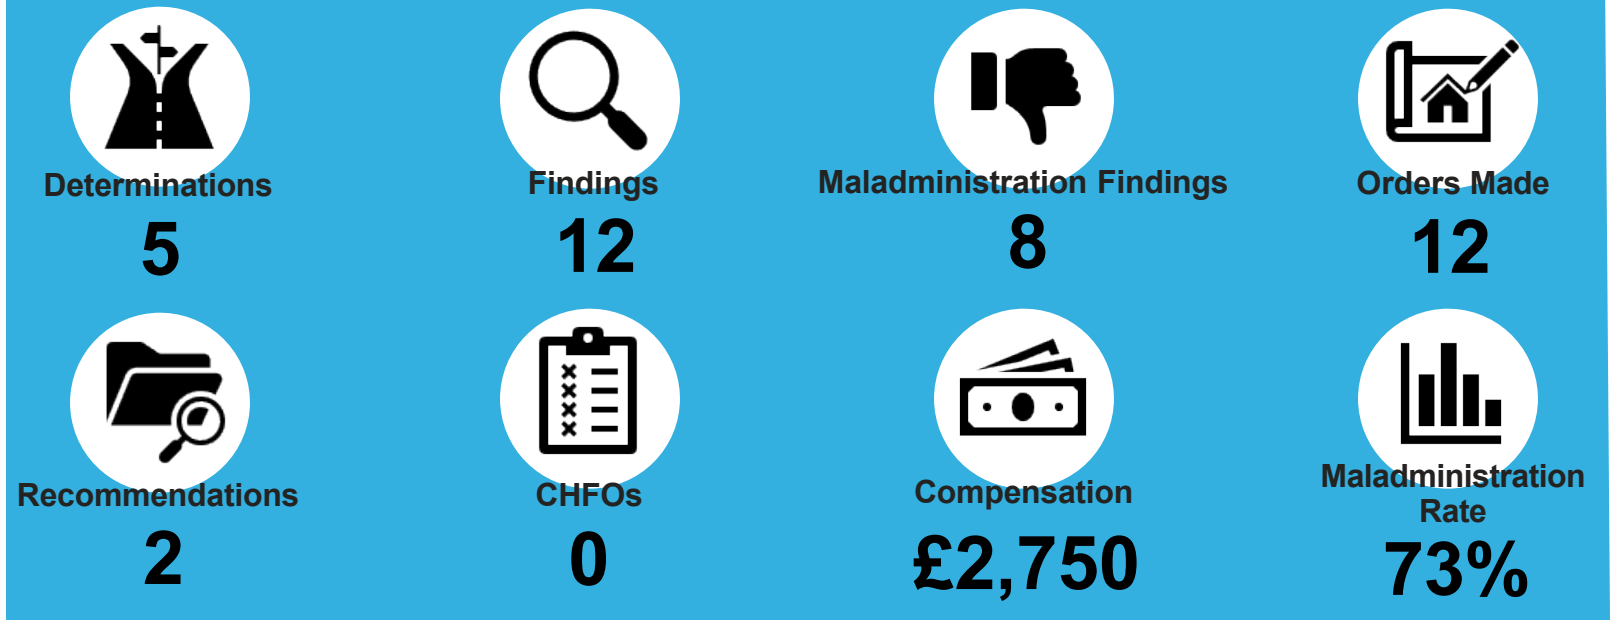 Determinations
5
Findings
12
Maladministration Findings
8
Orders Made
12
Recommendations
2
CHFOs
0
Compensation
£2,750
Maladministration
Rate
73%